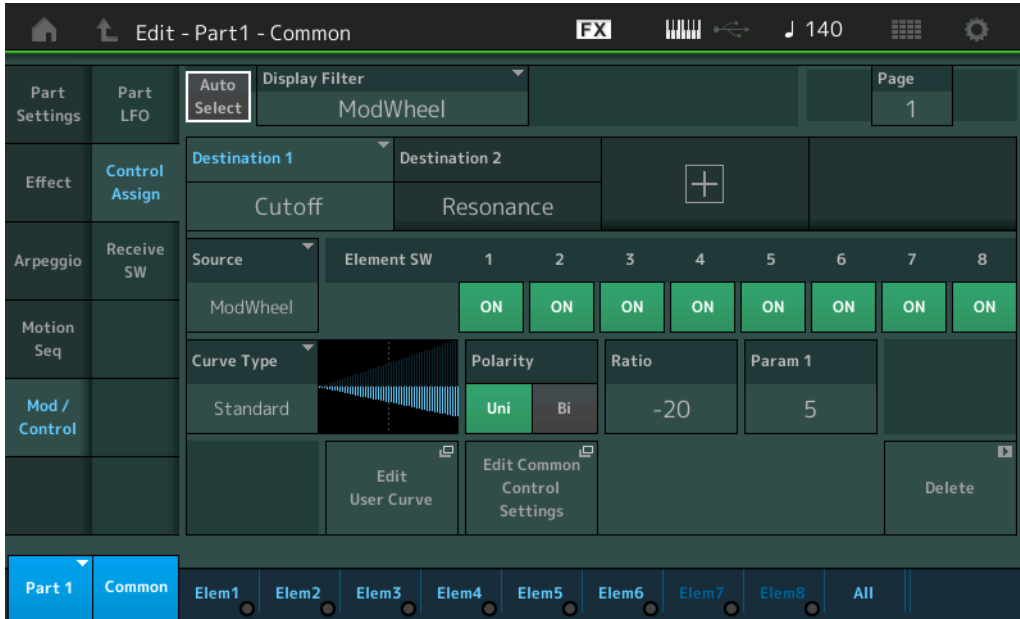 Edit - Part1 - Common
FX
140
Part
Settings
Part
LFO
Auto
Select
Display Filter
ModWheel
Page
1
Effect
Control
Assign
Destination 1
Cutoff
Destination 2
Resonance
Arpeggio
Receive
SW
Source
ModWheel
Element SW 1 2 3 4 5 6 7 8
ON ON ON ON ON ON ON ON
Motion
Seq
Curve Type
Standard
Polarity
Uni Bi
Ratio
-20
Param 1
5
Mod /
Control
Edit
User Curve
Edit Common
Control
Settings
Delete
Part 1 Common Elem1 Elem2 Elem3 Elem4 Elem5 Elem6 Elem7 Elem8 All